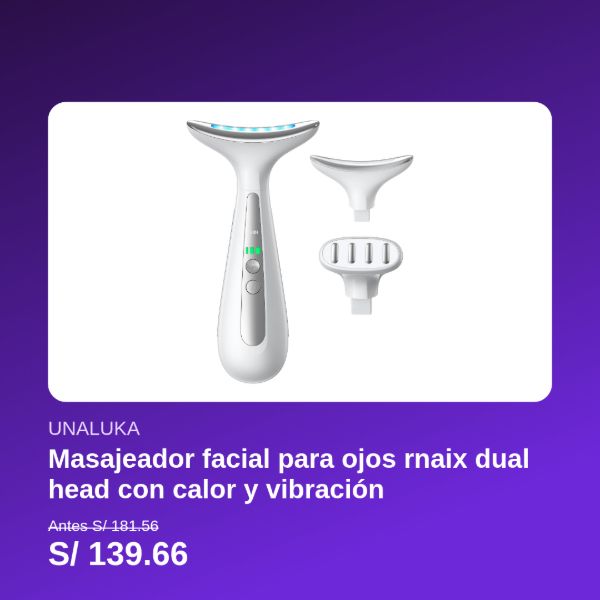 UNALUKA
Masajeador facial para ojos rnaix dual
head con calor y vibración
Antes S/ 181.56
S/ 139.66